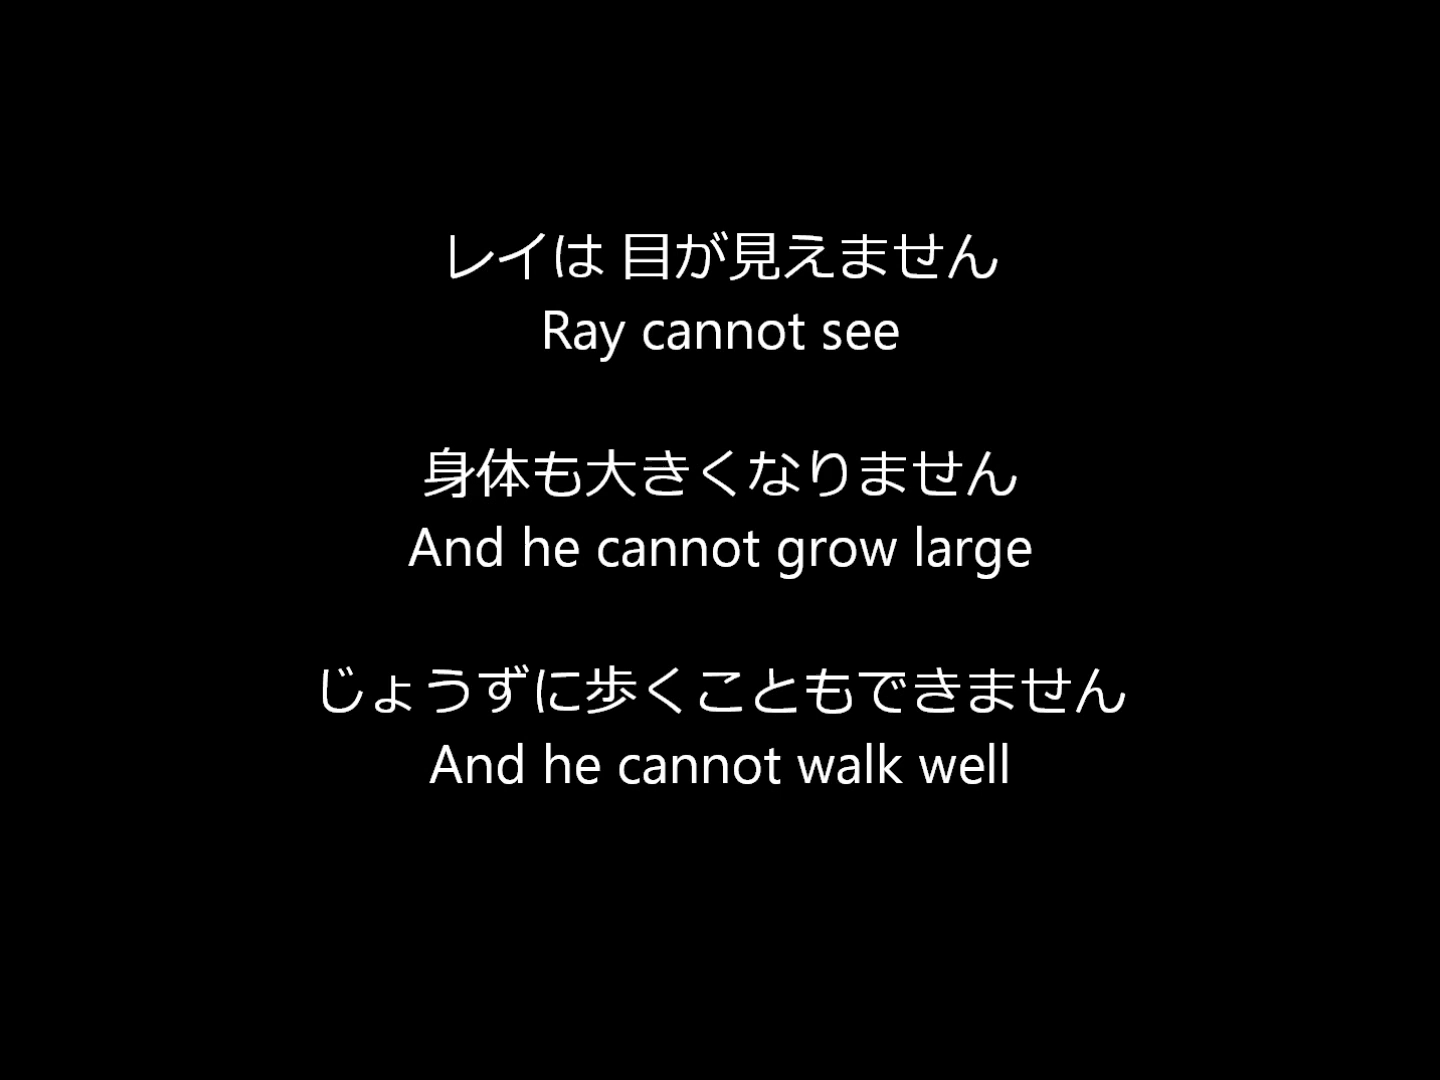 レイは 目が見えません
Ray cannot see
身体も大きくなりません
And he cannot grow large
じょうずに歩くこともできません
And he cannot walk well